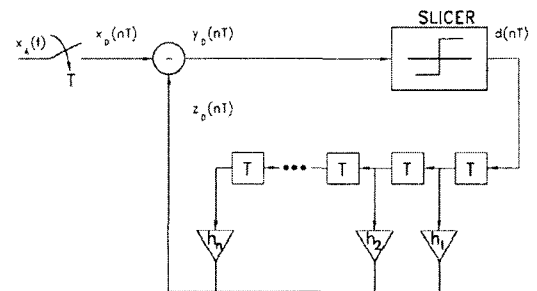 SLICER
x_A(t)
T
x_D(nT)
-
y_D(nT)
d(nT)
z_D(nT)
T ••• T T T
h_n h_2 h_1